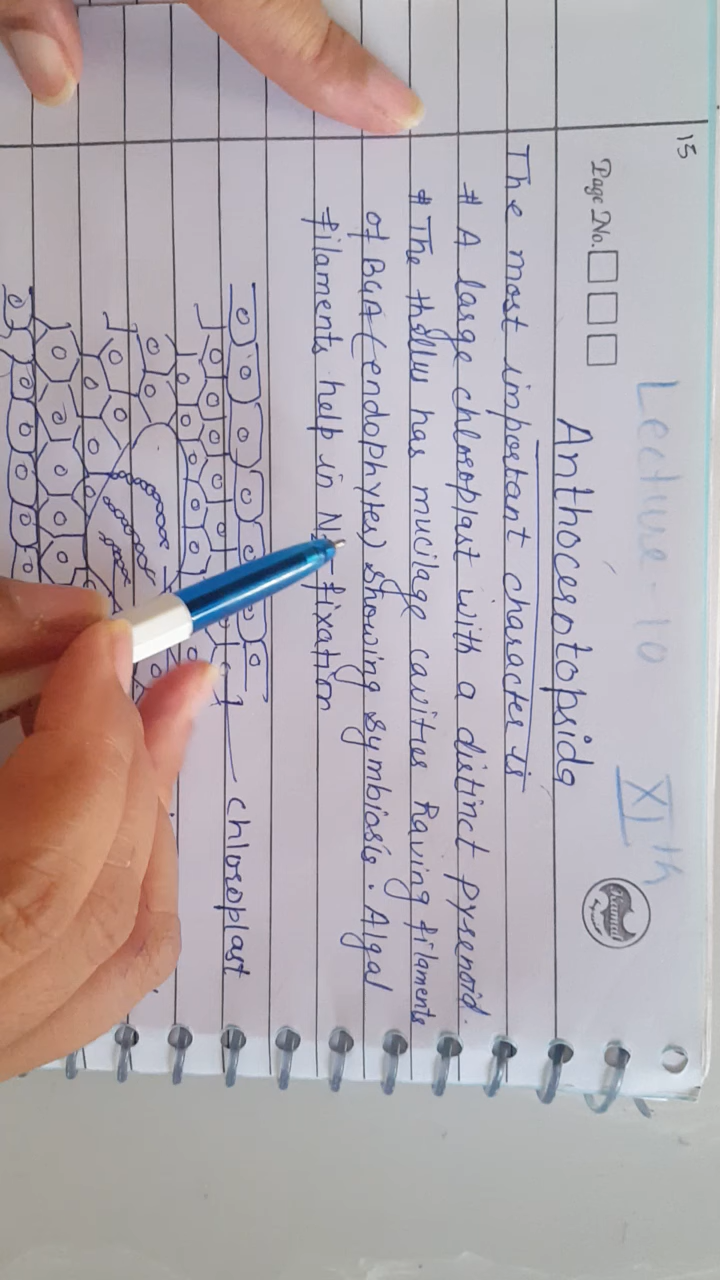 15
Lecture-10 XIth
Page No.
Kamal
Anthocerotopsida
The most important character is
# A large chloroplast with a distinct pyrenoid.
# The thallus has mucilage cavities having filaments
of BGA (endophytes) showing symbiosis. Algal
filaments help in N2 fixation
chloroplast